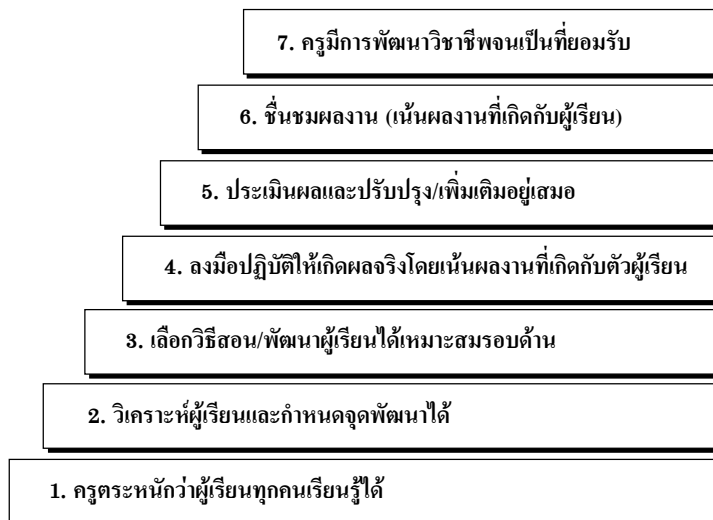 7. ครูมีการพัฒนาวิชาชีพจนเป็นที่ยอมรับ
6. ชื่นชมผลงาน (เน้นผลงานที่เกิดกับผู้เรียน)
5. ประเมินผลและปรับปรุง/เพิ่มเติมอยู่เสมอ
4. ลงมือปฏิบัติให้เกิดผลจริงโดยเน้นผลงานที่เกิดกับตัวผู้เรียน
3. เลือกวิธีสอน/พัฒนาผู้เรียนได้เหมาะสมรอบด้าน
2. วิเคราะห์ผู้เรียนและกำหนดจุดพัฒนาได้
1. ครูตระหนักว่าผู้เรียนทุกคนเรียนรู้ได้